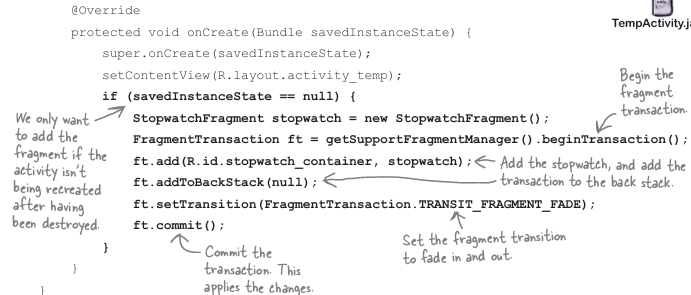 @Override
TempActivity.ja
protected void onCreate(Bundle savedInstanceState) {
super.onCreate(savedInstanceState);
setContentView(R.layout.activity_temp);
if (savedInstanceState == null) {
StopwatchFragment stopwatch = new StopwatchFragment();
FragmentTransaction ft = getSupportFragmentManager().beginTransaction();
ft.add(R.id.stopwatch_container, stopwatch);
ft.addToBackStack(null);
ft.setTransition(FragmentTransaction.TRANSIT_FRAGMENT_FADE);
ft.commit();
}
}
}
Begin the
fragment
transaction.
We only want
to add the
fragment if the
activity isn't
being recreated
after having
been destroyed.
Add the stopwatch, and add the
transaction to the back stack.
Set the fragment transition
to fade in and out.
Commit the
transaction. This
applies the changes.